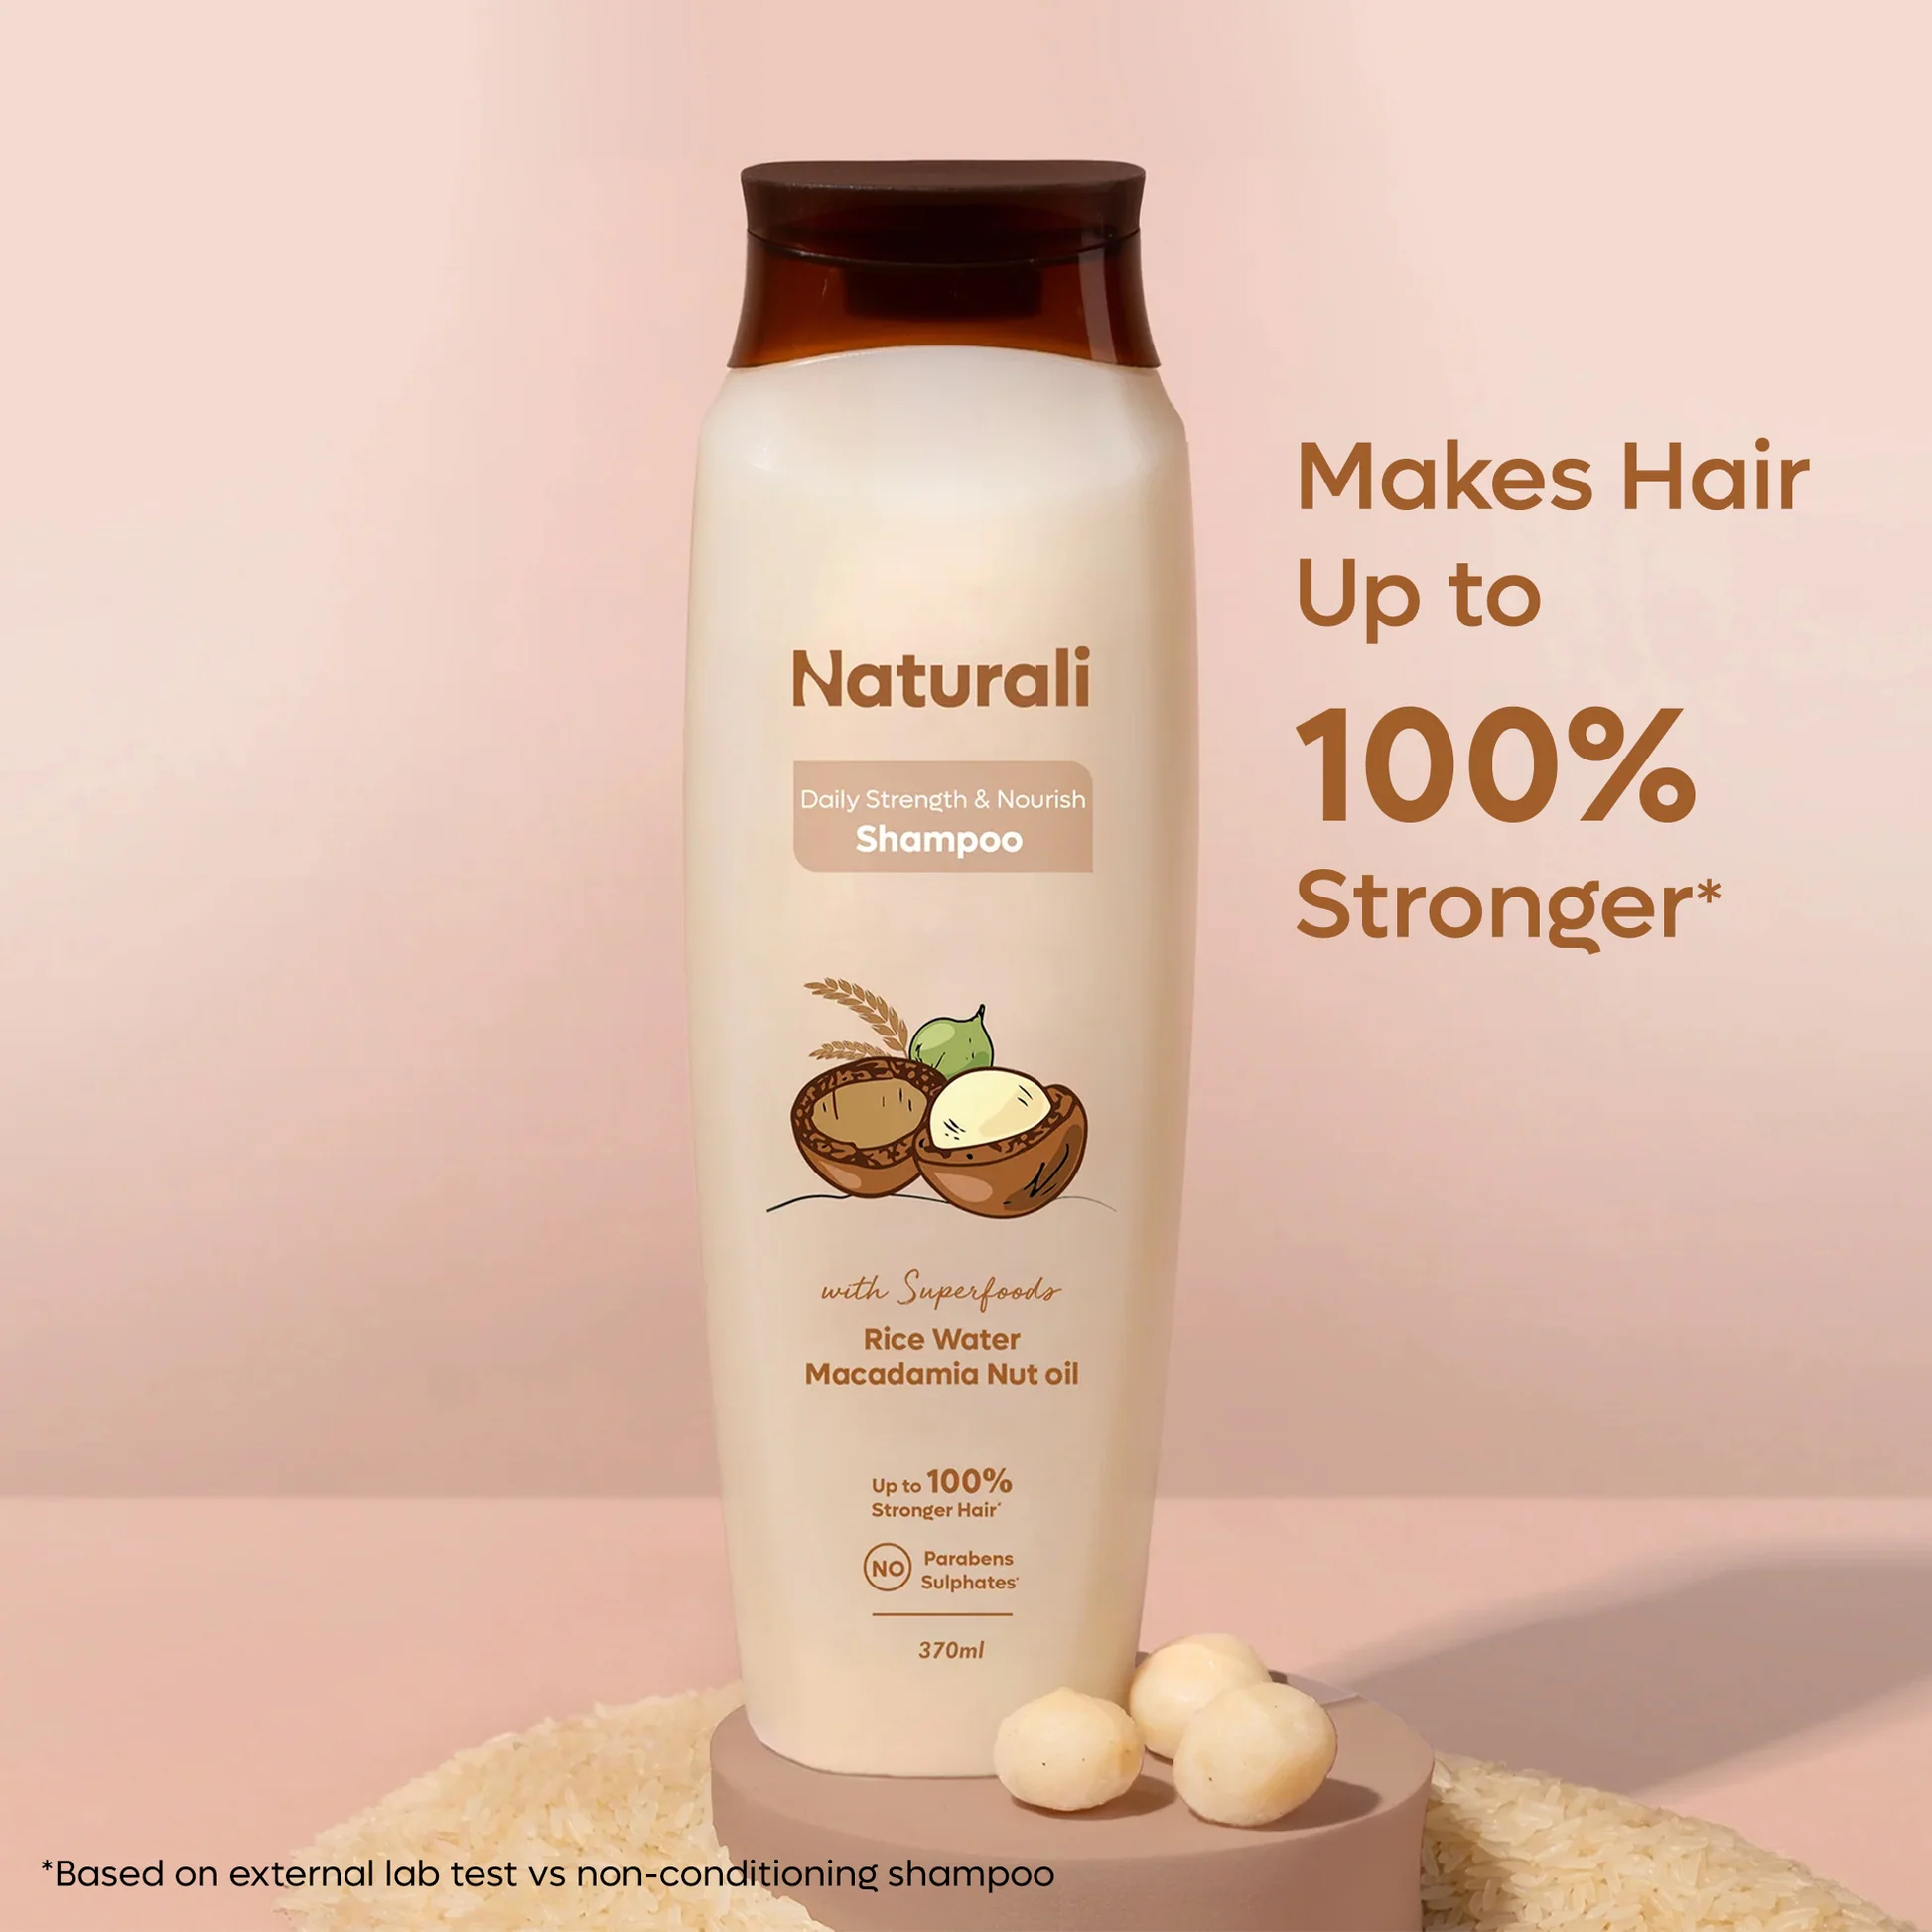 Naturali
Daily Strength & Nourish
Shampoo
with Superfoods
Rice Water
Macadamia Nut oil
Up to 100%
Stronger Hair*
NO Parabens
Sulphates*
370ml
Makes Hair
Up to
100%
Stronger*
*Based on external lab test vs non-conditioning shampoo